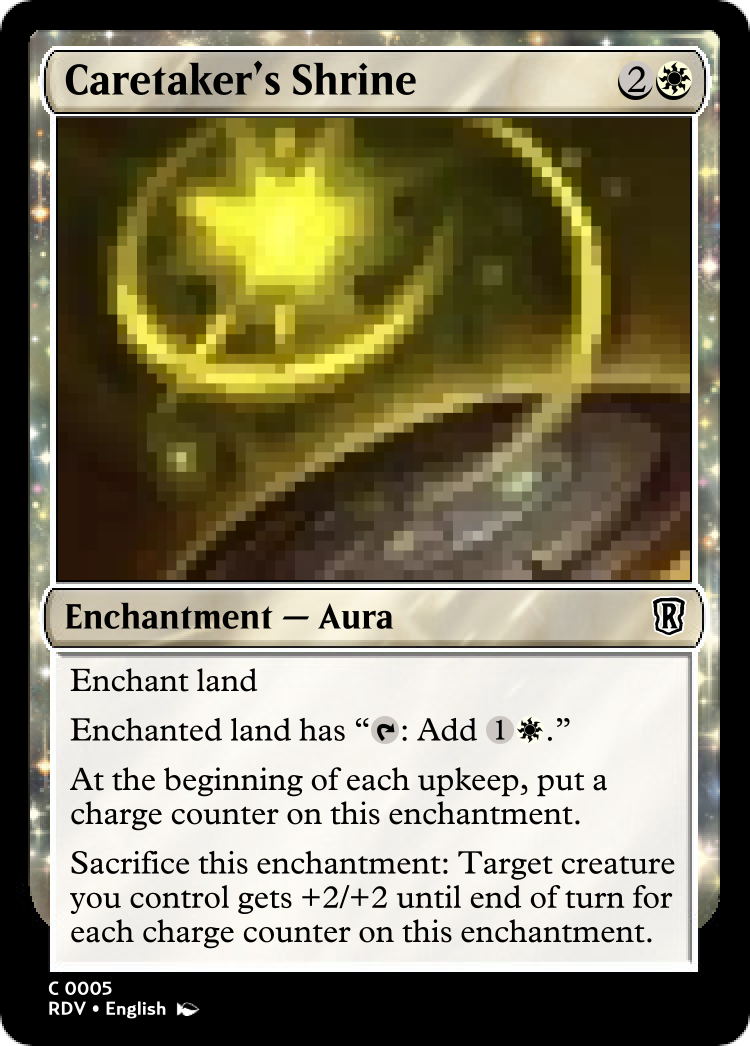 Caretaker's Shrine 2
Enchantment — Aura R
Enchant land
Enchanted land has “: Add 1.”
At the beginning of each upkeep, put a
charge counter on this enchantment.
Sacrifice this enchantment: Target creature
you control gets +2/+2 until end of turn for
each charge counter on this enchantment.
C 0005
RDV • English